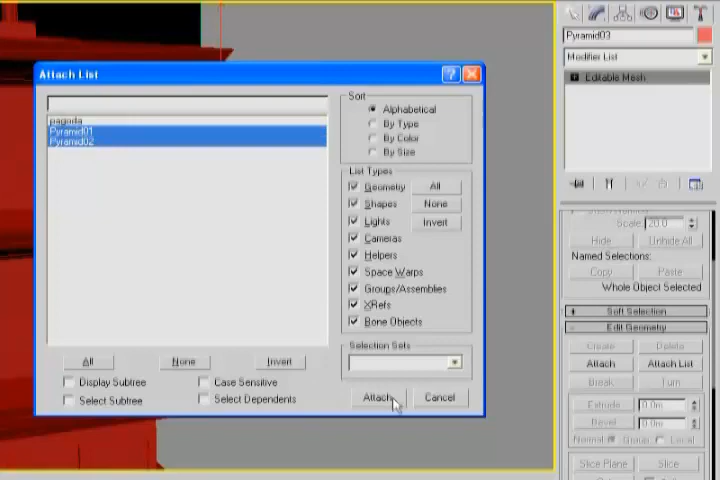 Attach List
pagoda
Pyramid01
Pyramid02
Sort
Alphabetical
By Type
By Color
By Size
List Types
Geometry
All
Shapes
None
Lights
Invert
Cameras
Helpers
Space Warps
Groups/Assemblies
XRefs
Bone Objects
Selection Sets
All
None
Invert
Display Subtree
Case Sensitive
Select Subtree
Select Dependents
Attach
Cancel
Pyramid03
Modifier List
Editable Mesh
Scale: 20.0
Hide
Unhide All
Named Selections:
Copy
Paste
Whole Object Selected
Soft Selection
Edit Geometry
Create
Delete
Attach
Attach List
Break
Turn
Extrude
0.0m
Bevel
0.0m
Normal: Group Local
Slice Plane
Slice